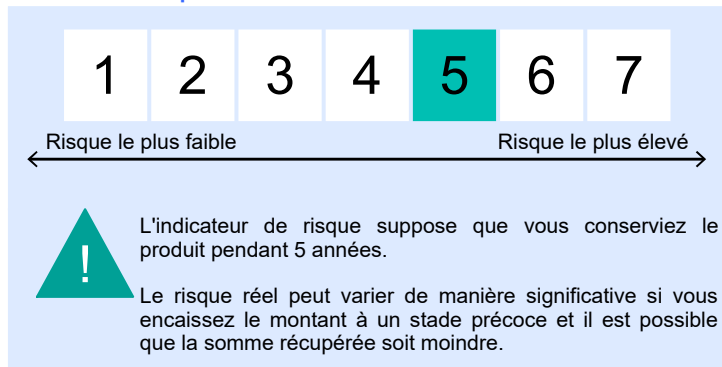 1 2 3 4 5 6 7
Risque le plus faible Risque le plus élevé
!
L'indicateur de risque suppose que vous conserviez le
produit pendant 5 années.
Le risque réel peut varier de manière significative si vous
encaissez le montant à un stade précoce et il est possible
que la somme récupérée soit moindre.